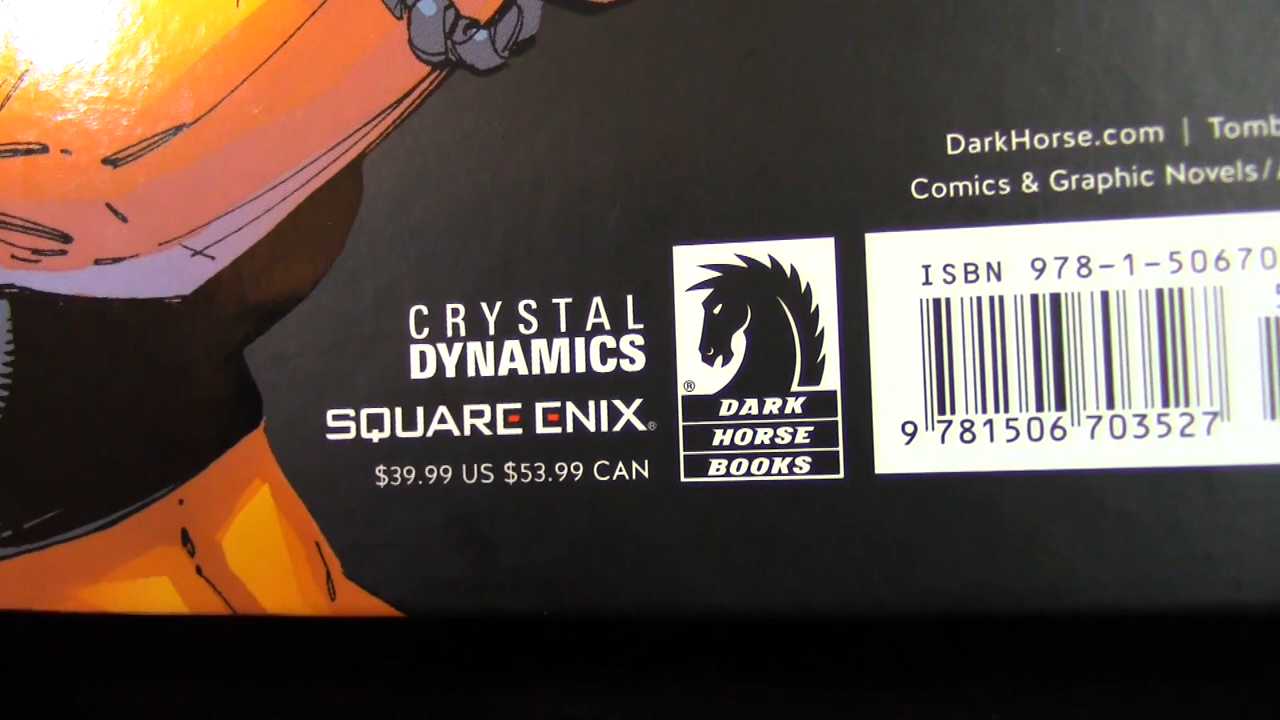 DarkHorse.com | Tomb
Comics & Graphic Novels/
ISBN 978-1-50670
CRYSTAL
DYNAMICS
SQUARE ENIX®
$39.99 US $53.99 CAN
®
DARK
HORSE
BOOKS
9 781506 703527